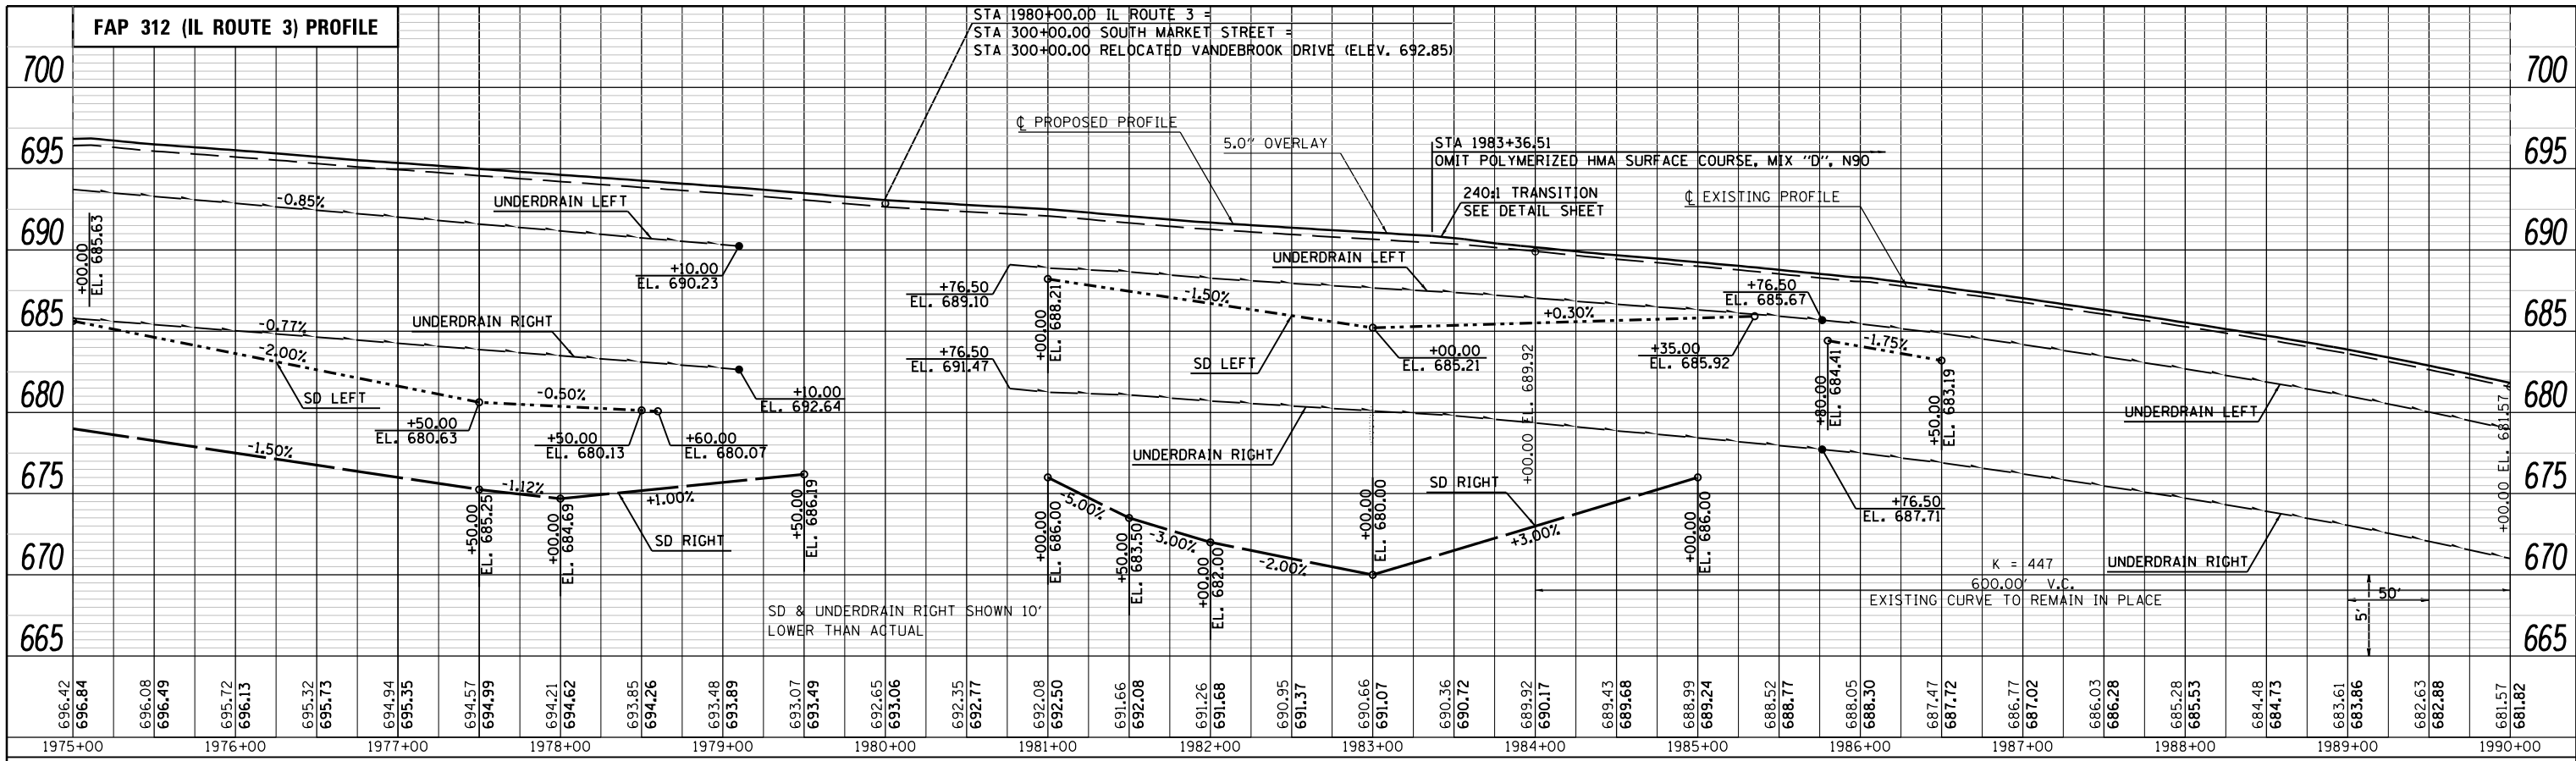 FAP 312 (IL ROUTE 3) PROFILE
STA 1980+00.00 IL ROUTE 3 =
STA 300+00.00 SOUTH MARKET STREET =
STA 300+00.00 RELOCATED VANDEBROOK DRIVE (ELEV. 692.85)
700
700
℄ PROPOSED PROFILE
5.0" OVERLAY
STA 1983+36.51
OMIT POLYMERIZED HMA SURFACE COURSE, MIX "D", N90
695
695
240:1 TRANSITION
SEE DETAIL SHEET
℄ EXISTING PROFILE
-0.85%
UNDERDRAIN LEFT
690
690
+00.00
EL. 685.63
+10.00
EL. 690.23
UNDERDRAIN LEFT
+76.50
EL. 689.10
+00.00
EL. 688.21
-1.50%
+76.50
EL. 685.67
685
685
-0.77%
UNDERDRAIN RIGHT
+0.30%
-2.00%
+76.50
EL. 691.47
SD LEFT
+00.00
EL. 685.21
+00.00 EL. 689.92
+35.00
EL. 685.92
+80.00
EL. 684.41
-1.75%
+50.00
EL. 683.19
680
680
SD LEFT
-0.50%
+10.00
EL. 692.64
UNDERDRAIN LEFT
+50.00
EL. 680.63
+50.00
EL. 680.13
+60.00
EL. 680.07
-1.50%
UNDERDRAIN RIGHT
+00.00 EL. 681.57
675
675
-1.12%
+1.00%
+50.00
EL. 685.25
+00.00
EL. 684.69
SD RIGHT
+50.00
EL. 686.19
-5.00%
+00.00
EL. 686.00
+50.00
EL. 683.50
-3.00%
+00.00
EL. 682.00
-2.00%
+00.00
EL. 680.00
SD RIGHT
+3.00%
+00.00
EL. 686.00
+76.50
EL. 687.71
670
670
K = 447
600.00' V.C.
EXISTING CURVE TO REMAIN IN PLACE
UNDERDRAIN RIGHT
50'
5'
SD & UNDERDRAIN RIGHT SHOWN 10'
LOWER THAN ACTUAL
665
665
696.42
696.84
696.08
696.49
695.72
696.13
695.32
695.73
694.94
695.35
694.57
694.99
694.21
694.62
693.85
694.26
693.48
693.89
693.07
693.49
692.65
693.06
692.35
692.77
692.08
692.50
691.66
692.08
691.26
691.68
690.95
691.37
690.66
691.07
690.36
690.72
689.92
690.17
689.43
689.68
688.99
689.24
688.52
688.77
688.05
688.30
687.47
687.72
686.77
687.02
686.03
686.28
685.28
685.53
684.48
684.73
683.61
683.86
682.63
682.88
681.57
681.82
1975+00
1976+00
1977+00
1978+00
1979+00
1980+00
1981+00
1982+00
1983+00
1984+00
1985+00
1986+00
1987+00
1988+00
1989+00
1990+00